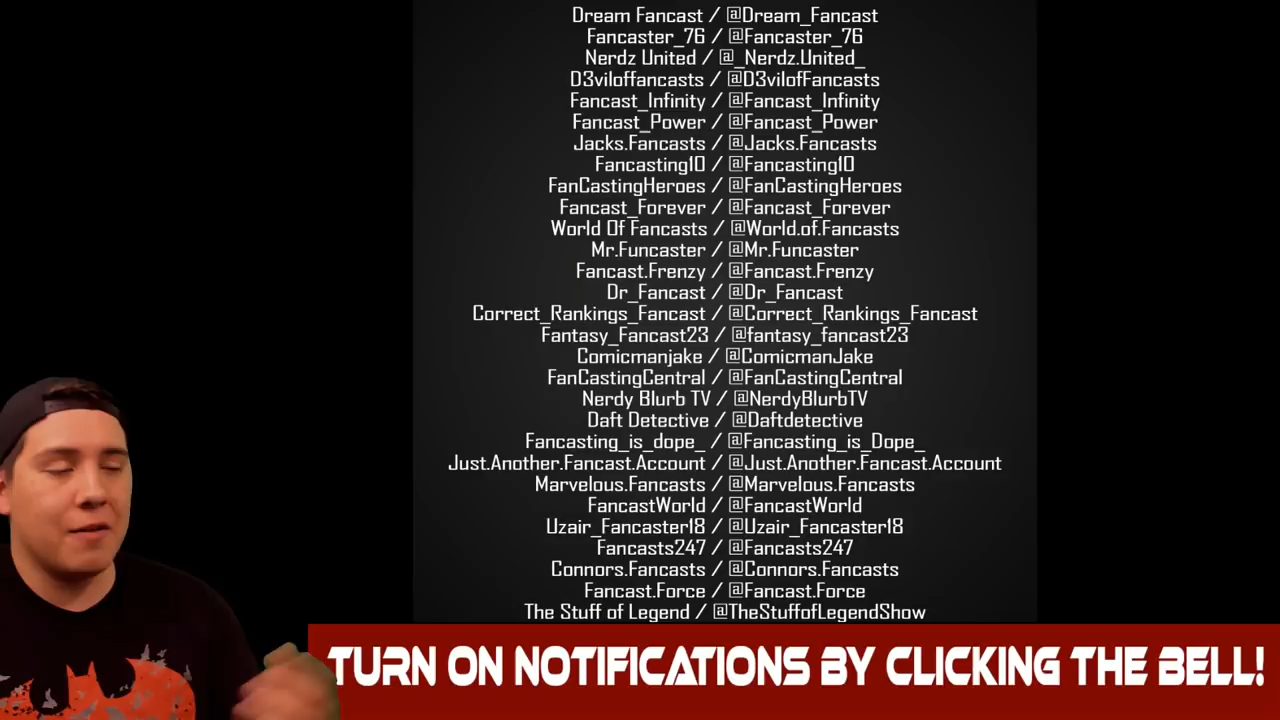 Dream Fancast / @Dream_Fancast
Fancaster_76 / @Fancaster_76
Nerdz United / @_Nerdz.United_
D3viloffancasts / @D3vilofFancasts
Fancast_Infinity / @Fancast_Infinity
Fancast_Power / @Fancast_Power
Jacks.Fancasts / @Jacks.Fancasts
Fancasting10 / @Fancasting10
FanCastingHeroes / @FanCastingHeroes
Fancast_Forever / @Fancast_Forever
World Of Fancasts / @World.of.Fancasts
Mr.Funcaster / @Mr.Funcaster
Fancast.Frenzy / @Fancast.Frenzy
Dr_Fancast / @Dr_Fancast
Correct_Rankings_Fancast / @Correct_Rankings_Fancast
Fantasy_Fancast23 / @fantasy_fancast23
Comicmanjake / @ComicmanJake
FanCastingCentral / @FanCastingCentral
Nerdy Blurb TV / @NerdyBlurbTV
Daft Detective / @Daftdetective
Fancasting_is_dope_ / @Fancasting_is_Dope_
Just.Another.Fancast.Account / @Just.Another.Fancast.Account
Marvelous.Fancasts / @Marvelous.Fancasts
FancastWorld / @FancastWorld
Uzair_Fancaster18 / @Uzair_Fancaster18
Fancasts247 / @Fancasts247
Connors.Fancasts / @Connors.Fancasts
Fancast.Force / @Fancast.Force
The Stuff of Legend / @TheStuffofLegendShow
TURN ON NOTIFICATIONS BY CLICKING THE BELL!